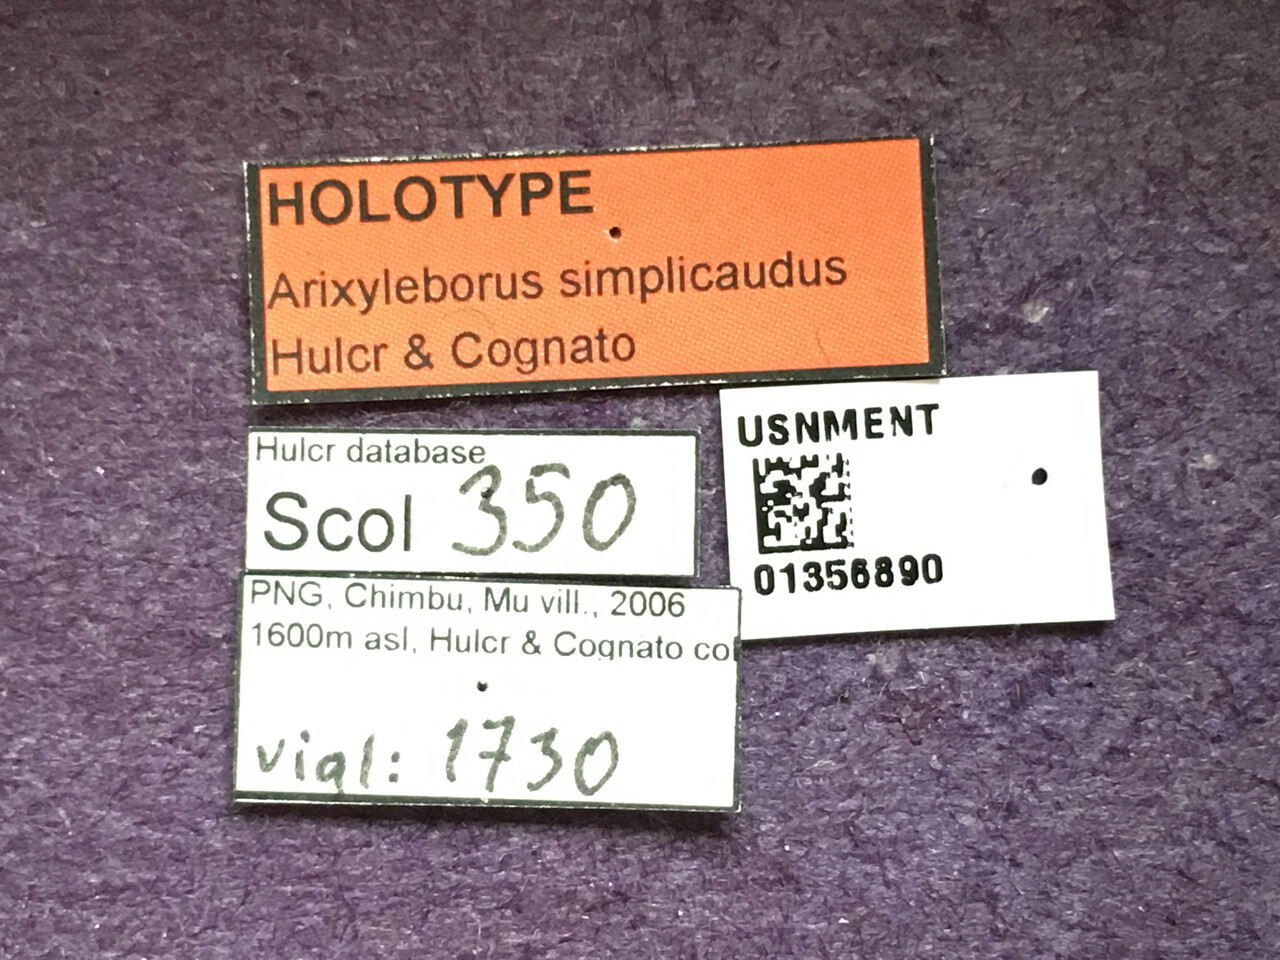 HOLOTYPE
Arixyleborus simplicaudus
Hulcr & Cognato
Hulcr database
Scol 350
USNMENT
01356890
PNG, Chimbu, Mu vill., 2006
1600m asl, Hulcr & Cognato col
vial: 1730